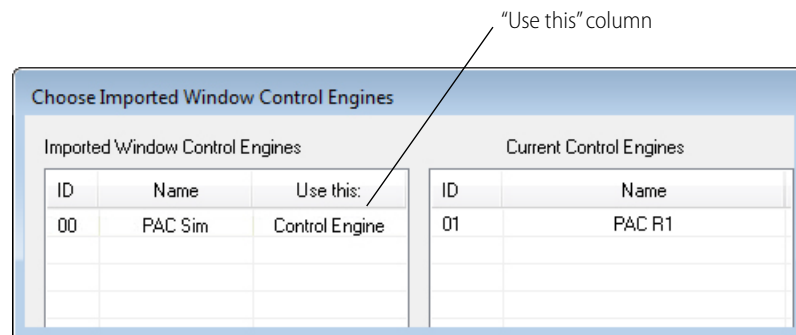 “Use this” column
Choose Imported Window Control Engines
Imported Window Control Engines
Current Control Engines
ID Name Use this:
ID Name
00 PAC Sim Control Engine
01 PAC R1